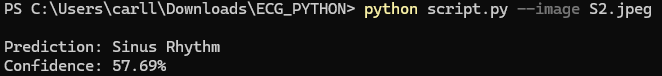 PS C:\Users\carll\Downloads\ECG_PYTHON> python script.py --image S2.jpeg
Prediction: Sinus Rhythm
Confidence: 57.69%